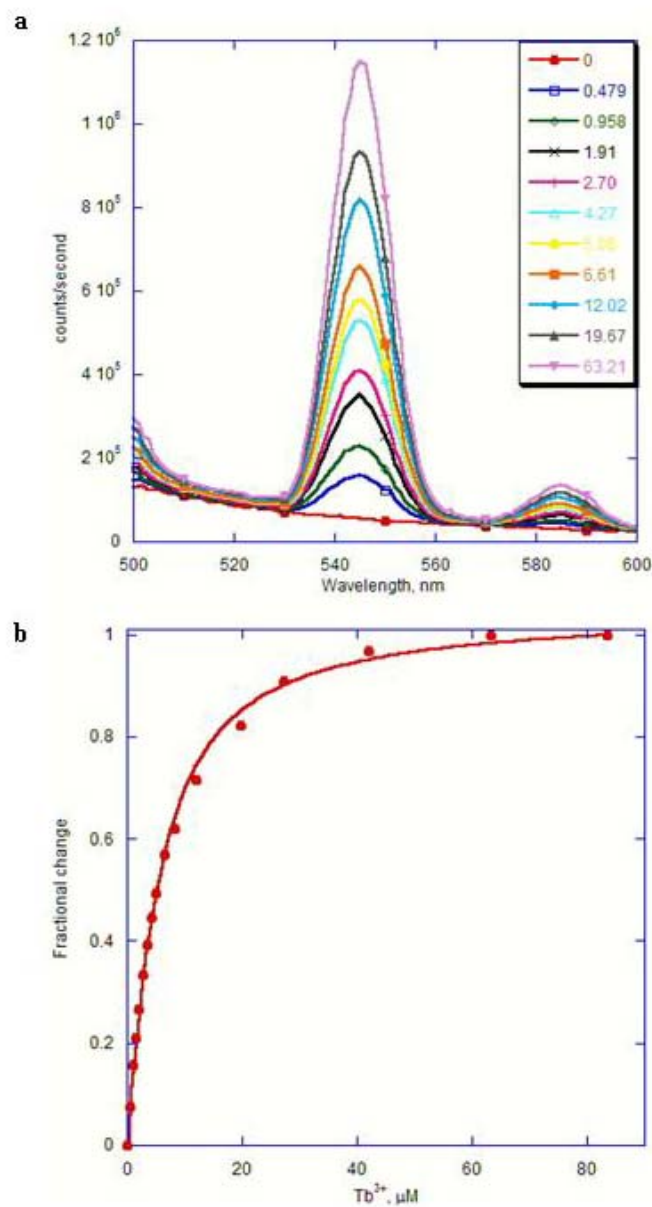 a
1.2 10⁶
1 10⁶
8 10⁵
6 10⁵
4 10⁵
2 10⁵
0
counts/second
500 520 540 560 580 600
Wavelength, nm
0
0.479
0.958
1.91
2.70
4.27
6.61
12.02
19.67
63.21
b
1
0.8
0.6
0.4
0.2
0
Fractional change
0 20 40 60 80
Tb³⁺, µM